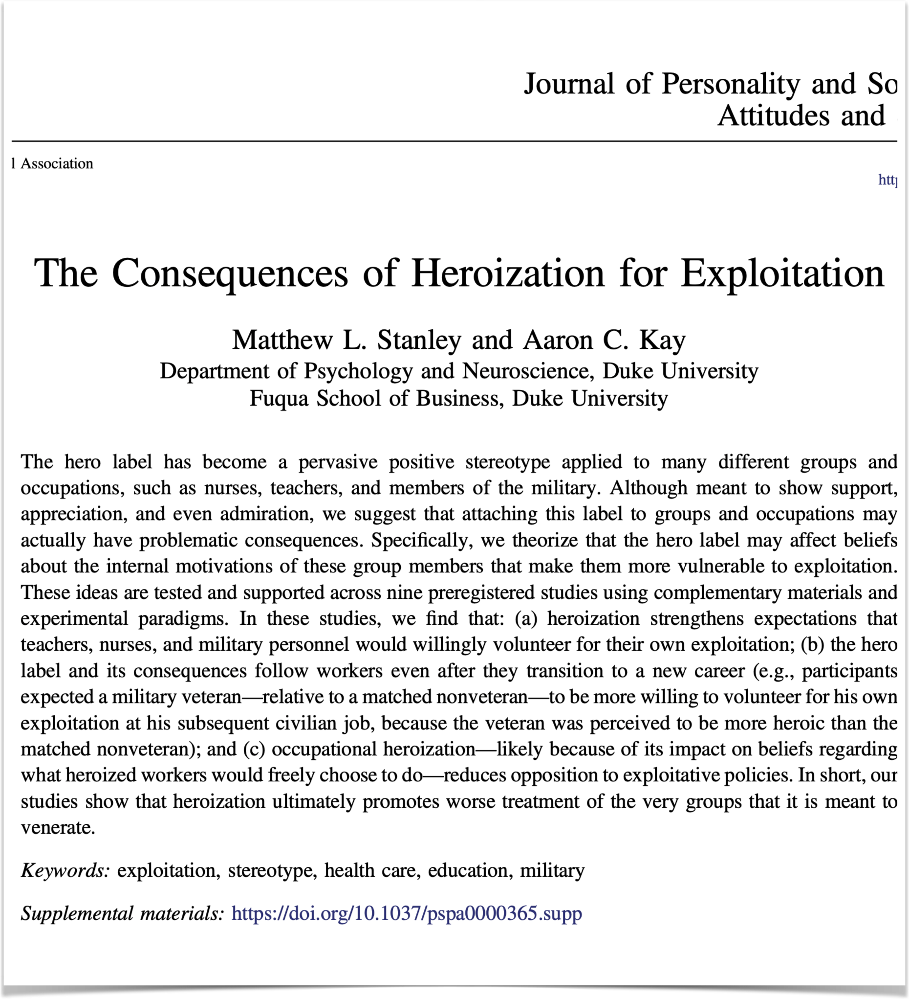 Journal of Personality and So
Attitudes and
l Association
http
The Consequences of Heroization for Exploitation
Matthew L. Stanley and Aaron C. Kay
Department of Psychology and Neuroscience, Duke University
Fuqua School of Business, Duke University
The hero label has become a pervasive positive stereotype applied to many different groups and
occupations, such as nurses, teachers, and members of the military. Although meant to show support,
appreciation, and even admiration, we suggest that attaching this label to groups and occupations may
actually have problematic consequences. Specifically, we theorize that the hero label may affect beliefs
about the internal motivations of these group members that make them more vulnerable to exploitation.
These ideas are tested and supported across nine preregistered studies using complementary materials and
experimental paradigms. In these studies, we find that: (a) heroization strengthens expectations that
teachers, nurses, and military personnel would willingly volunteer for their own exploitation; (b) the hero
label and its consequences follow workers even after they transition to a new career (e.g., participants
expected a military veteran—relative to a matched nonveteran—to be more willing to volunteer for his own
exploitation at his subsequent civilian job, because the veteran was perceived to be more heroic than the
matched nonveteran); and (c) occupational heroization—likely because of its impact on beliefs regarding
what heroized workers would freely choose to do—reduces opposition to exploitative policies. In short, our
studies show that heroization ultimately promotes worse treatment of the very groups that it is meant to
venerate.
Keywords: exploitation, stereotype, health care, education, military
Supplemental materials: https://doi.org/10.1037/pspa0000365.supp